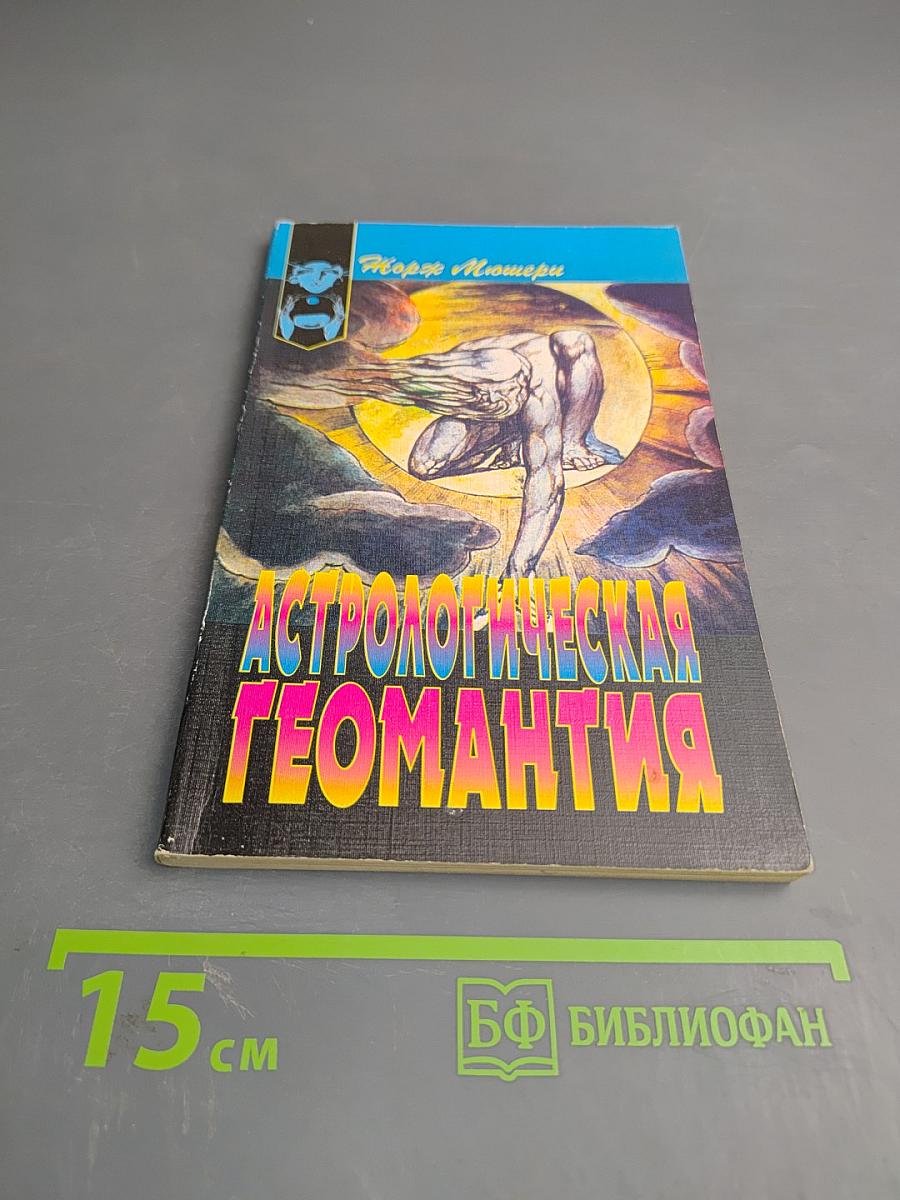 Жорж Мюшери
АСТРОЛОГИЧЕСКАЯ
ГЕОМАНТИЯ
15 см
БФ БИБЛИОФАН